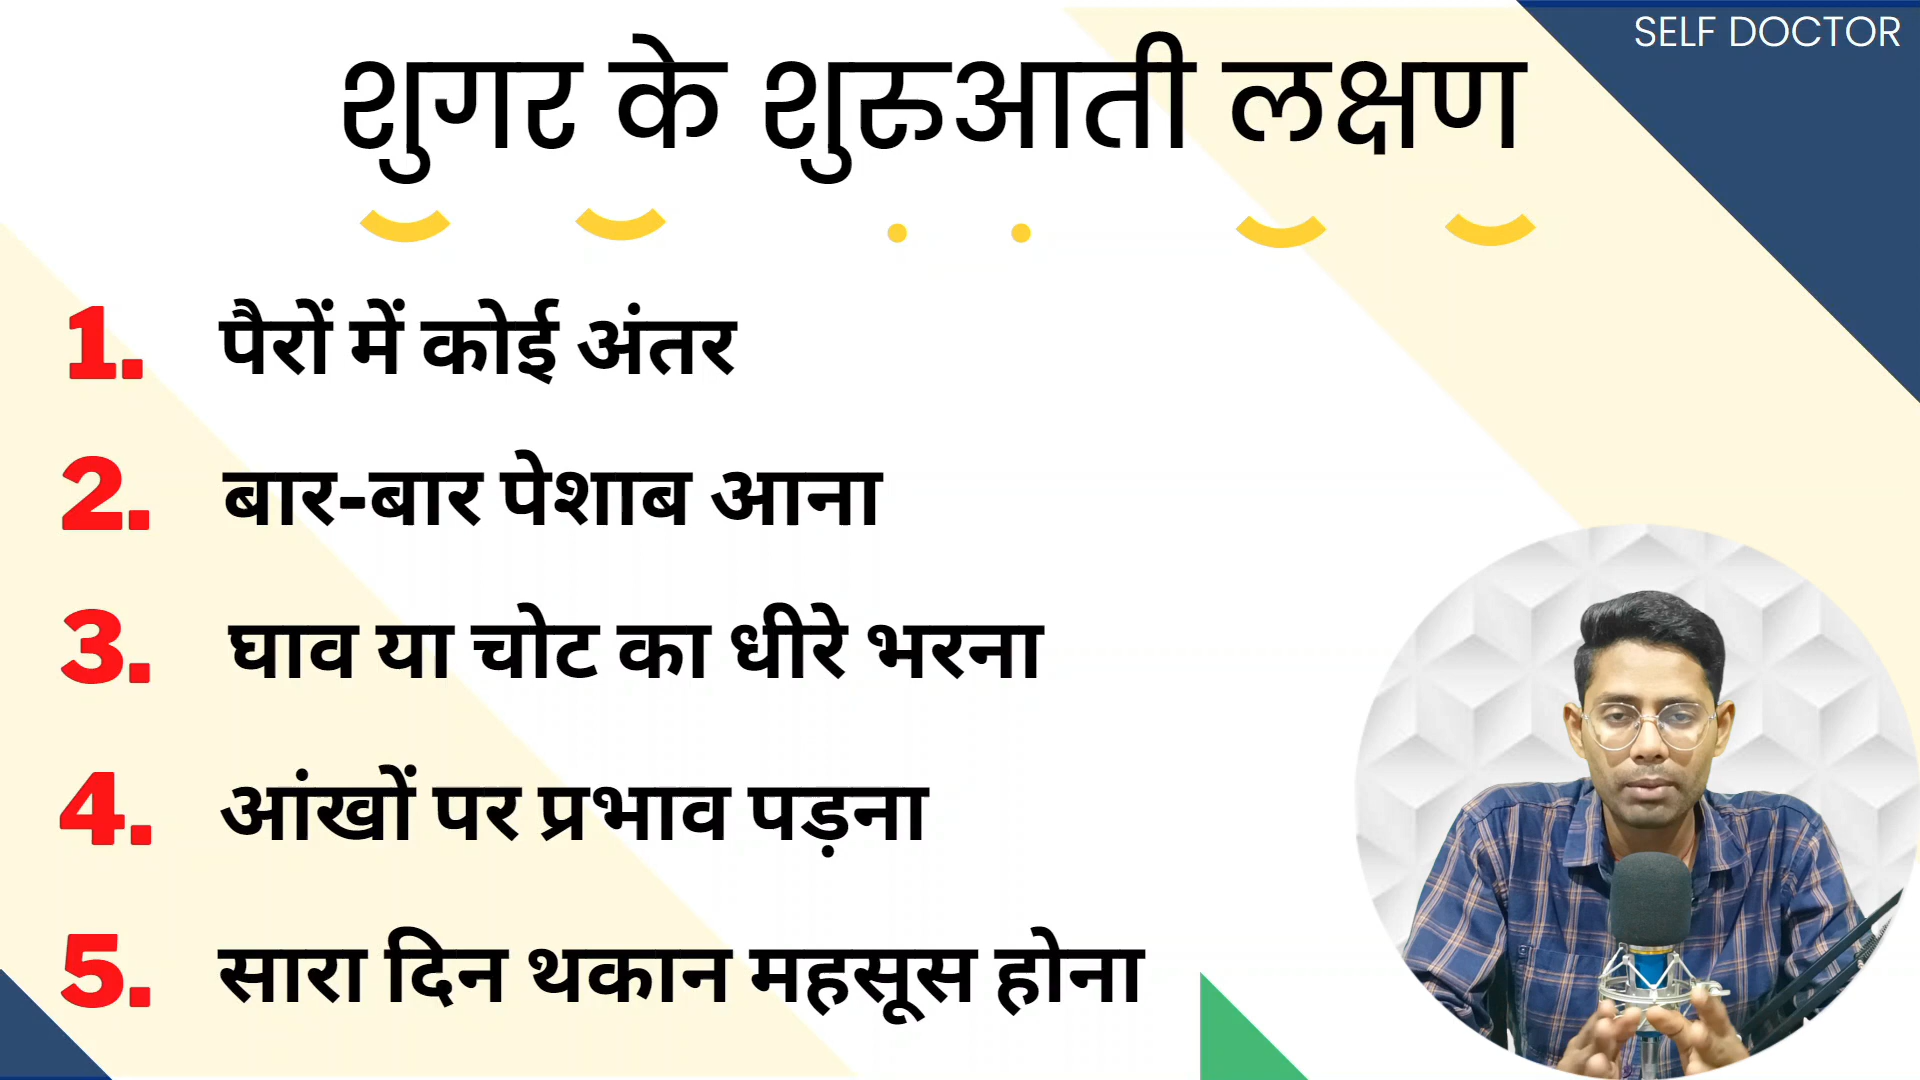 SELF DOCTOR
शुगर के शुरुआती लक्षण
1. पैरों में कोई अंतर
2. बार-बार पेशाब आना
3. घाव या चोट का धीरे भरना
4. आंखों पर प्रभाव पड़ना
5. सारा दिन थकान महसूस होना